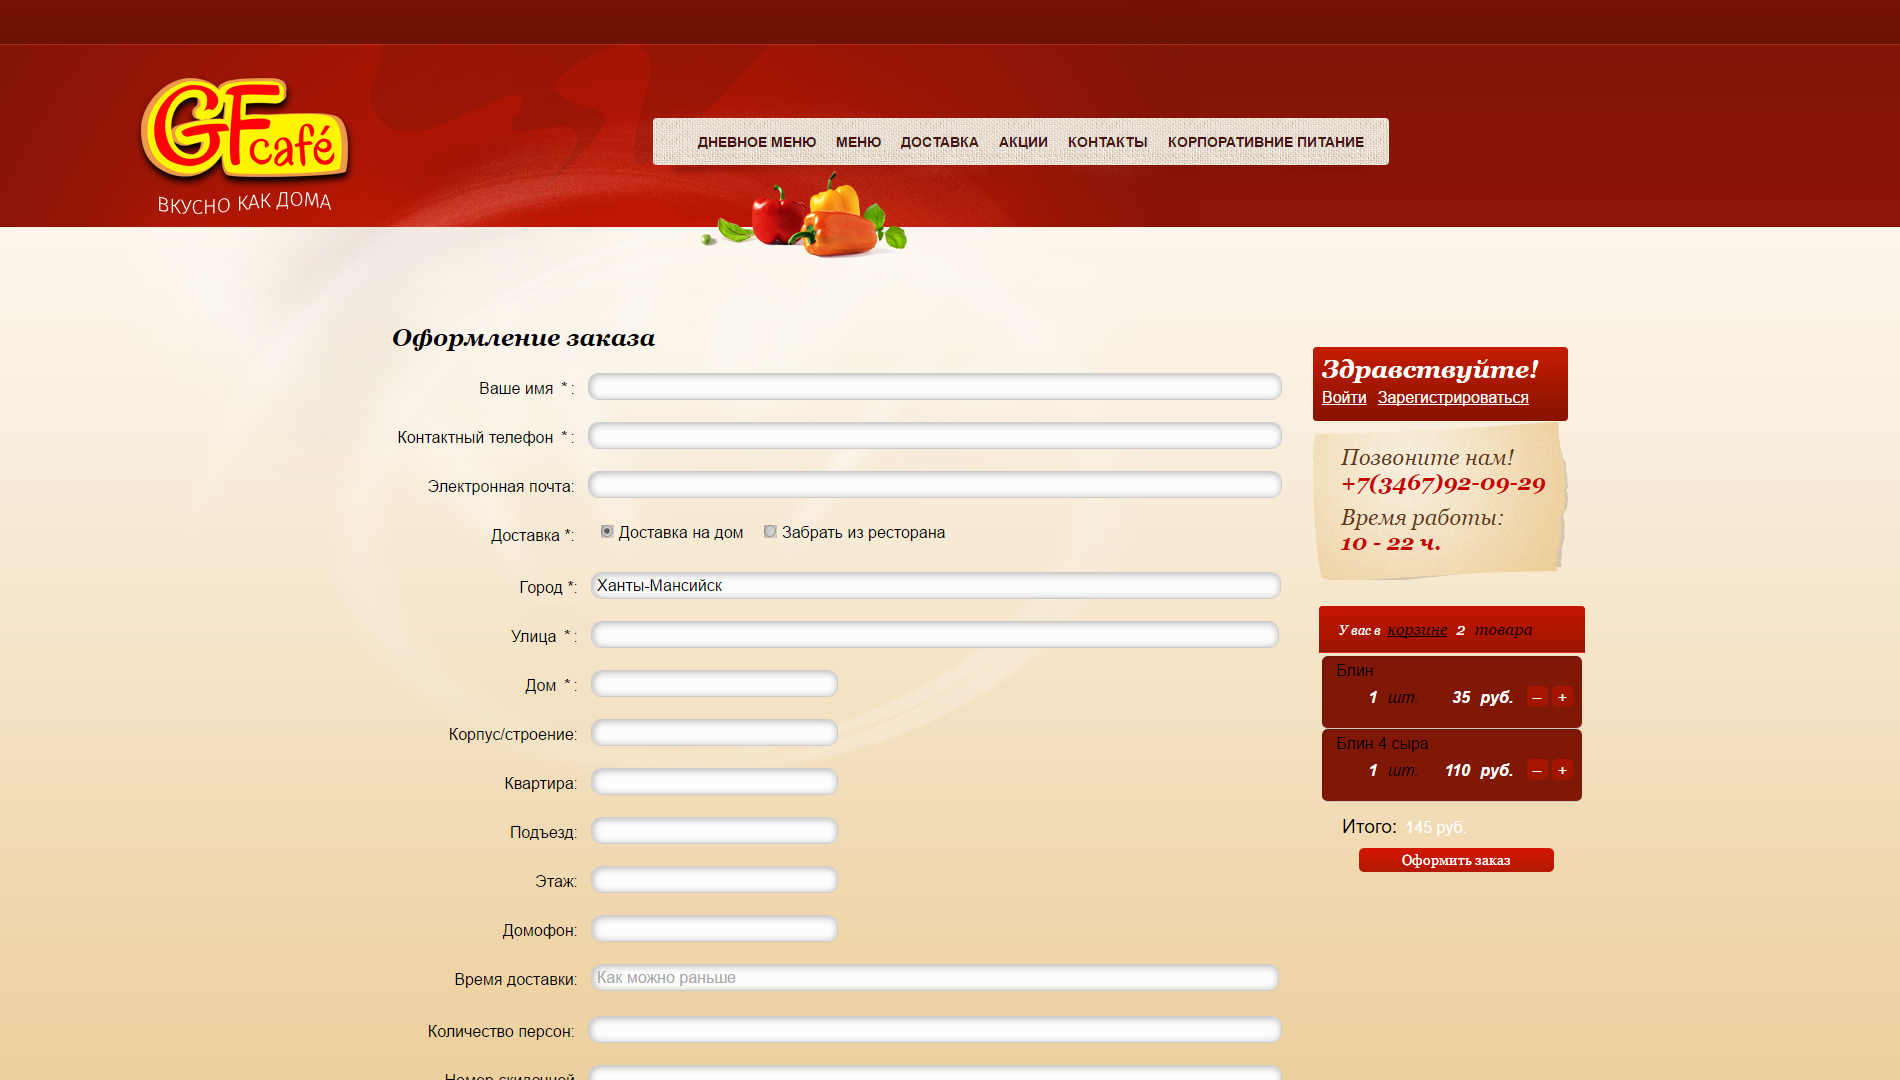 GF café
ВКУСНО КАК ДОМА
ДНЕВНОЕ МЕНЮ МЕНЮ ДОСТАВКА АКЦИИ КОНТАКТЫ КОРПОРАТИВНИЕ ПИТАНИЕ
Оформление заказа
Ваше имя * :
Контактный телефон * :
Электронная почта:
Доставка *: Доставка на дом Забрать из ресторана
Город *: Ханты-Мансийск
Улица * :
Дом * :
Корпус/строение:
Квартира:
Подъезд:
Этаж:
Домофон:
Время доставки: Как можно раньше
Количество персон:
Номер скидочной
Здравствуйте!
Войти Зарегистрироваться
Позвоните нам!
+7(3467)92-09-29
Время работы:
10 - 22 ч.
У вас в корзине 2 товара
Блин
1 шт. 35 руб. – +
Блин 4 сыра
1 шт. 110 руб. – +
Итого: 145 руб.
Оформить заказ